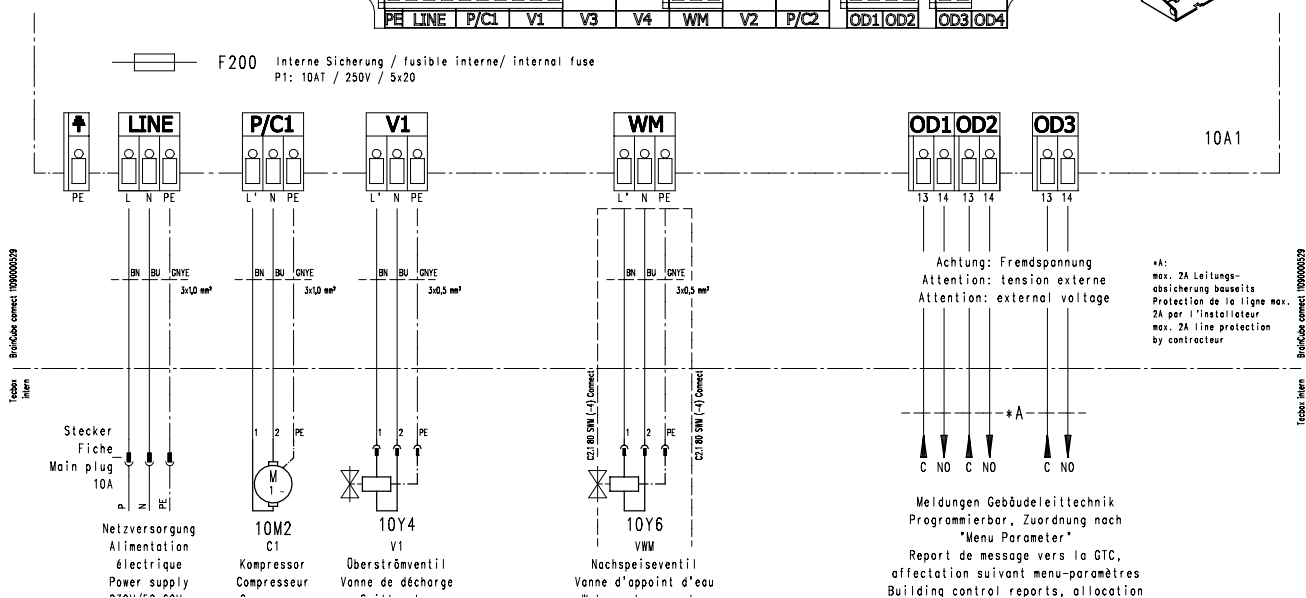 PE LINE P/C1 V1 V3 V4 WM V2 P/C2 OD1 OD2 OD3 OD4
F200 Interne Sicherung / fusible interne/ internal fuse
P1: 10AT / 250V / 5x20
LINE P/C1 V1 WM OD1 OD2 OD3
10A1
PE L N PE L' N PE L' N PE L' N PE 13 14 13 14 13 14
BN BU GNYE BN BU GNYE BN BU GNYE BN BU GNYE
3x1,0 mm² 3x1,0 mm² 3x0,5 mm² 3x0,5 mm²
Achtung: Fremdspannung
Attention: tension externe
Attention: external voltage
*A:
max. 2A Leitungs-
absicherung bauseits
Protection de la ligne max.
2A par l'installateur
max. 2A line protection
by contracteur
BrainCube connect 11090000529
BrainCube connect 11090000529
Tecbox
intern
Tecbox intern
C2.1 80 SWM (-4) Connect
C2.1 80 SWM (-4) Connect
*A
Stecker
Fiche
Main plug
10A
1 2 PE 1 2 PE 1 2 PE
P N PE
M
1 ~
C NO C NO C NO
Netzversorgung
Alimentation
électrique
Power supply
10M2
C1
Kompressor
Compresseur
10Y4
V1
Überströmventil
Vanne de décharge
10Y6
VWM
Nachspeiseventil
Vanne d'appoint d'eau
Meldungen Gebäudeleittechnik
Programmierbar, Zuordnung nach
"Menu Parameter"
Report de message vers la GTC,
affectation suivant menu-paramètres
Building control reports, allocation